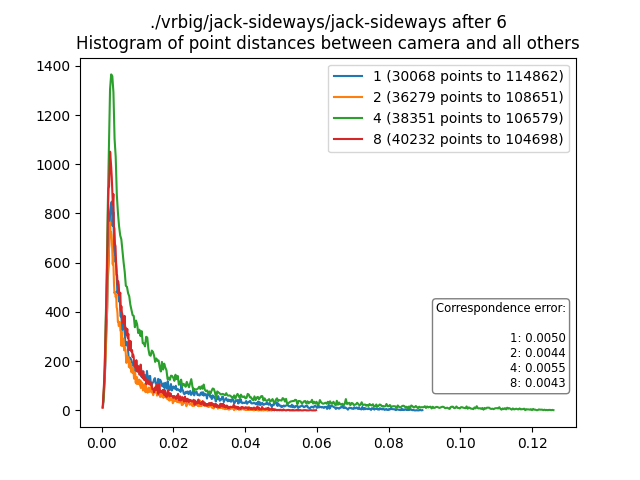 ./vrbig/jack-sideways/jack-sideways after 6
Histogram of point distances between camera and all others
1 (30068 points to 114862)
2 (36279 points to 108651)
4 (38351 points to 106579)
8 (40232 points to 104698)
1400
1200
1000
800
600
400
200
0
Correspondence error:
1: 0.0050
2: 0.0044
4: 0.0055
8: 0.0043
0.00 0.02 0.04 0.06 0.08 0.10 0.12